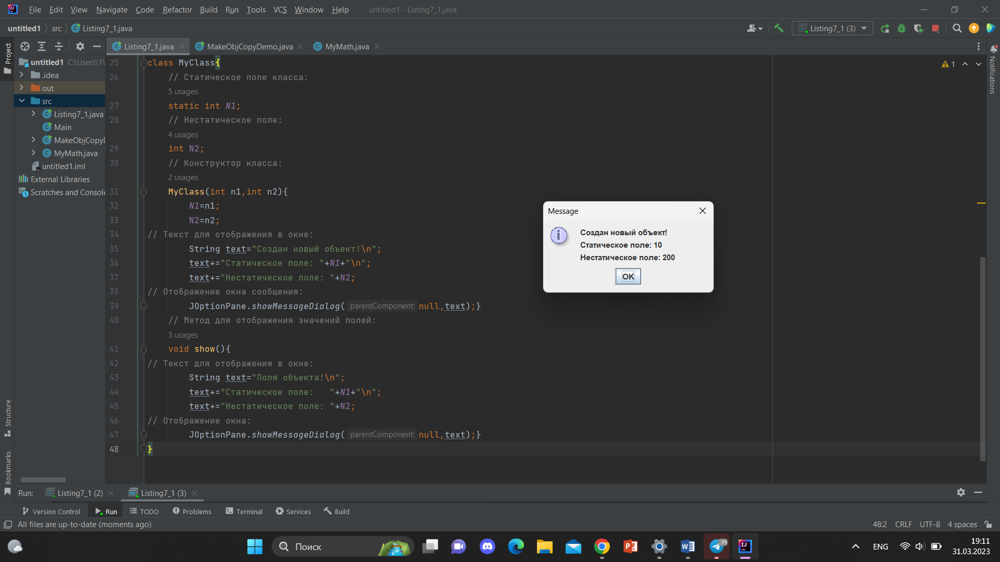 File Edit View Navigate Code Refactor Build Run Tools VCS Window Help untitled1 - Listing7_1.java
untitled1 src Listing7_1.java
Listing7_1 (3)
Project
Listing7_1.java MakeObjCopyDemo.java MyMath.java
untitled1 C:\Users\1\
.idea
out
src
Listing7_1.java
Main
MakeObjCopyD
MyMath.java
untitled1.iml
External Libraries
Scratches and Console
Structure
Bookmarks
Notifications
1
25 class MyClass{
26 // Статическое поле класса:
5 usages
27 static int N1;
28 // Нестатическое поле:
4 usages
29 int N2;
30 // Конструктор класса:
2 usages
31 MyClass(int n1,int n2){
32 N1=n1;
33 N2=n2;
34 // Текст для отображения в окне:
35 String text="Создан новый объект!\n";
36 text+="Статическое поле: "+N1+"\n";
37 text+="Нестатическое поле: "+N2;
38 // Отображение окна сообщения:
39 JOptionPane.showMessageDialog( parentComponent: null,text);}
40 // Метод для отображения значений полей:
3 usages
41 void show(){
42 // Текст для отображения в окне:
43 String text="Поля объекта!\n";
44 text+="Статическое поле:   "+N1+"\n";
45 text+="Нестатическое поле: "+N2;
46 // Отображение окна:
47 JOptionPane.showMessageDialog( parentComponent: null,text);}
48 }
Message
Создан новый объект!
Статическое поле: 10
Нестатическое поле: 200
OK
Run: Listing7_1 (2) Listing7_1 (3)
Version Control Run TODO Problems Terminal Services Build
All files are up-to-date (moments ago) 48:2 CRLF UTF-8 4 spaces
Поиск
99
ENG
19:11
31.03.2023